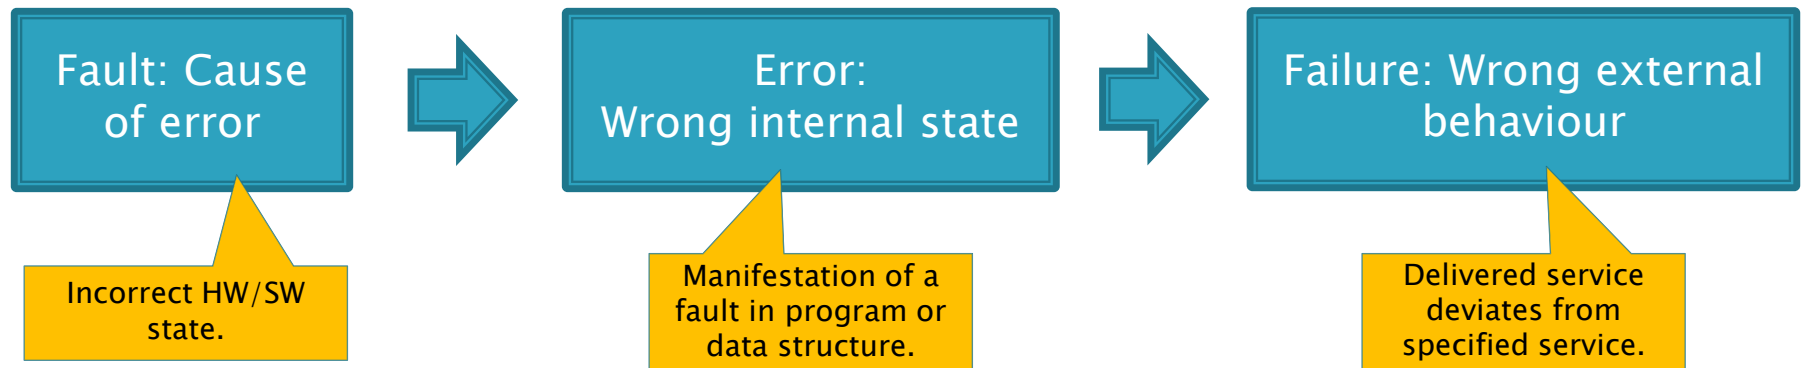 Fault: Cause
of error
Error:
Wrong internal state
Failure: Wrong external
behaviour
Incorrect HW/SW
state.
Manifestation of a
fault in program or
data structure.
Delivered service
deviates from
specified service.